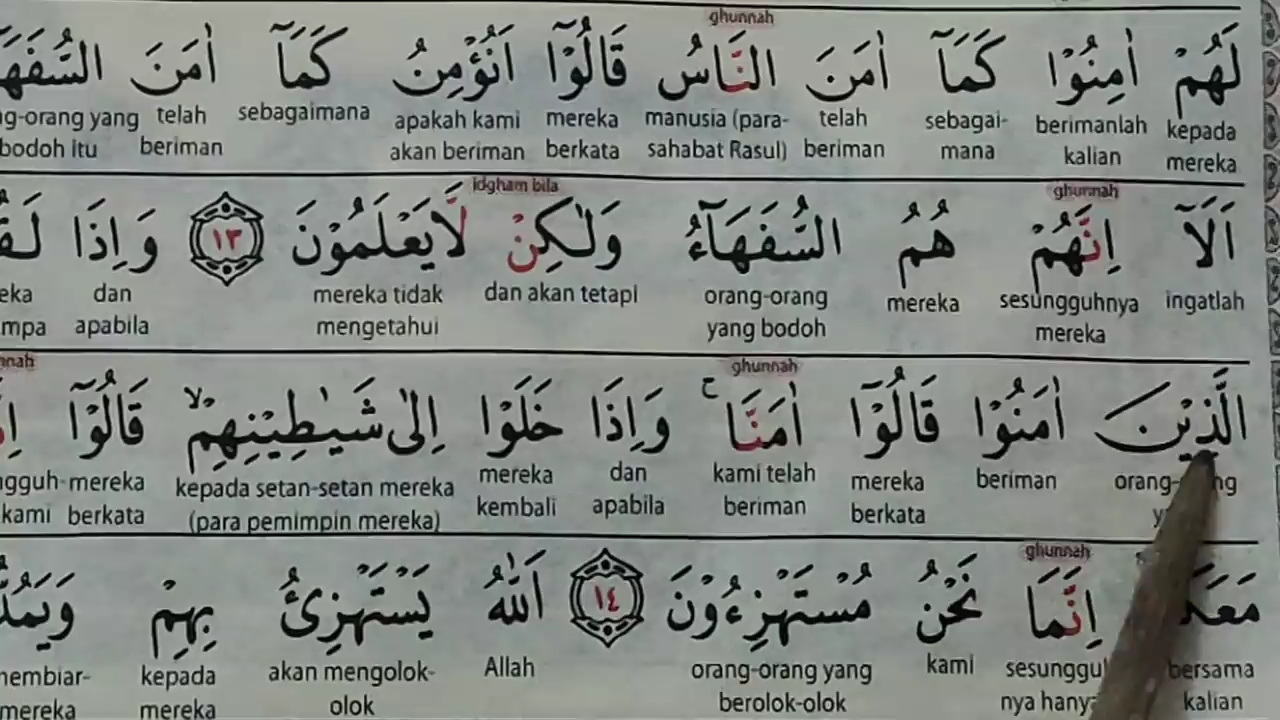 ghunnah
لَهُمْ اٰمِنُوْا كَمَآ اٰمَنَ النَّاسُ قَالُوْٓا اَنُؤْمِنُ كَمَآ اٰمَنَ
kepada mereka berimanlah kalian sebagai-mana telah beriman manusia (para-sahabat Rasul) mereka berkata apakah kami akan beriman sebagaimana telah beriman bodoh itu
ghunnah idgham bila
اَلَآ اِنَّهُمْ هُمُ السُّفَهَاۤءُ وَلٰكِنْ لَّا يَعْلَمُوْنَ ١٣ وَاِذَا
ingatlah sesungguhnya mereka mereka orang-orang yang bodoh dan akan tetapi mereka tidak mengetahui dan apabila
ghunnah
الَّذِيْنَ اٰمَنُوْا قَالُوْٓا اٰمَنَّا ۚ وَاِذَا خَلَوْا اِلٰى شَيٰطِيْنِهِمْ ۙ قَالُوْٓا
beriman mereka berkata kami telah beriman dan apabila mereka kembali kepada setan-setan mereka (para pemimpin mereka) mereka berkata kami
ghunnah
اِنَّمَا نَحْنُ مُسْتَهْزِءُوْنَ ١٤ اَللّٰهُ يَسْتَهْزِئُ بِهِمْ
bersama kalian kami orang-orang yang berolok-olok Allah akan mengolok-olok kepada mereka mereka